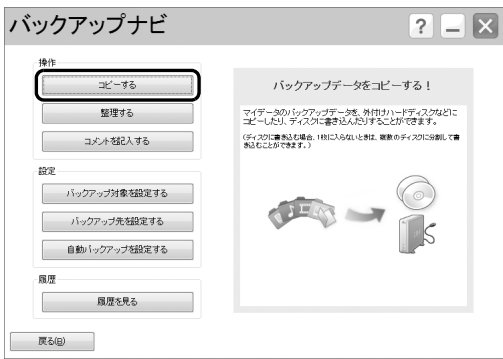 バックアップナビ
?
操作
コピーする
整理する
コメントを記入する
設定
バックアップ対象を設定する
バックアップ先を設定する
自動バックアップを設定する
履歴
履歴を見る
戻る(B)
バックアップデータをコピーする！
マイデータのバックアップデータを、外付けハードディスクなどに
コピーしたり、ディスクに書き込んだりすることができます。
(ディスクに書き込む場合、1枚に入らないときは、複数のディスクに分割して書
き込むことができます。)